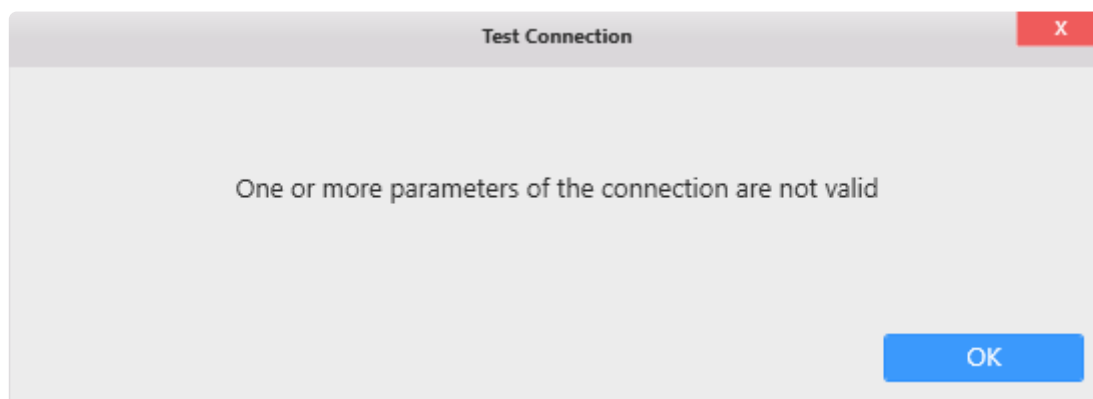 Test Connection
X
One or more parameters of the connection are not valid
OK